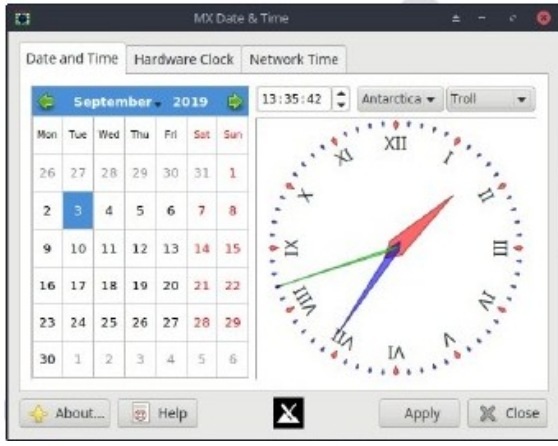 MX Date & Time
Date and Time Hardware Clock Network Time
September 2019 13:35:42 Antarctica Troll
Mon Tue Wed Thu Fri Sat Sun
26 27 28 29 30 31 1
2 3 4 5 6 7 8
9 10 11 12 13 14 15
16 17 18 19 20 21 22
23 24 25 26 27 28 29
30 1 2 3 4 5 6
XII
I
II
III
IV
V
VI
VII
VIII
IX
X
XI
About... Help X Apply Close